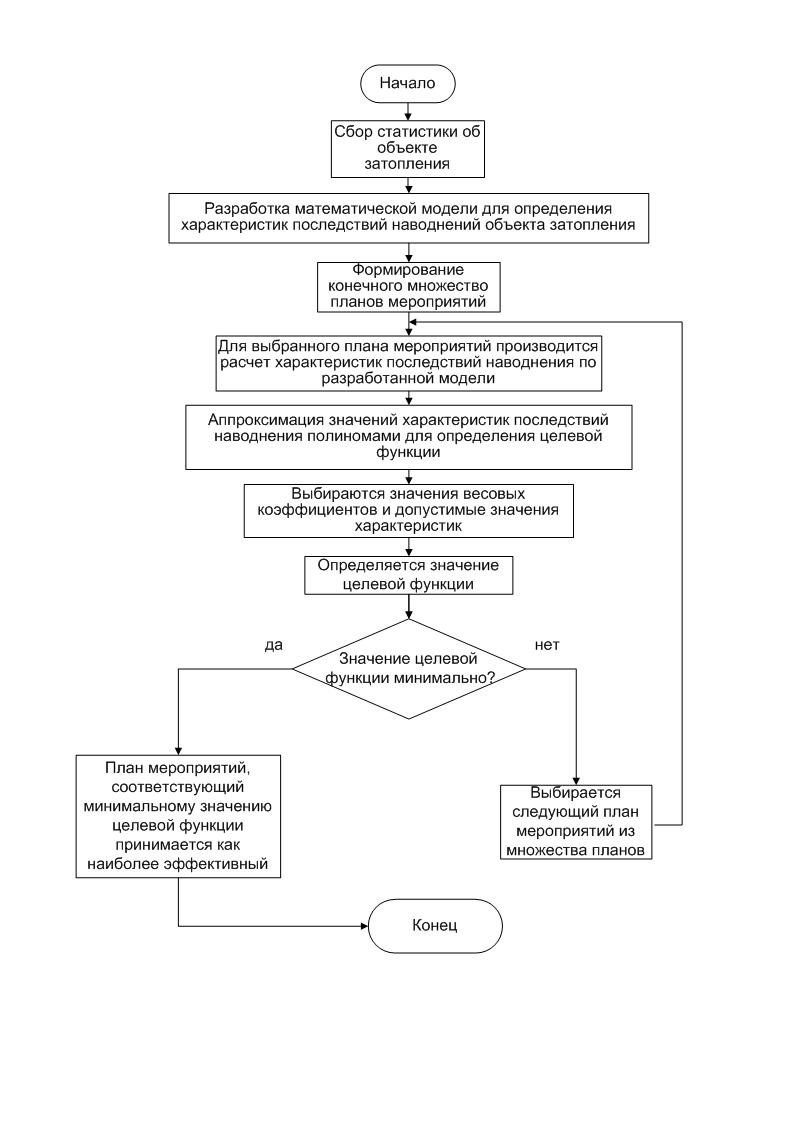 Начало
Сбор статистики об
объекте
затопления
Разработка математической модели для определения
характеристик последствий наводнений объекта затопления
Формирование
конечного множество
планов мероприятий
Для выбранного плана мероприятий производится
расчет характеристик последствий наводнения по
разработанной модели
Аппроксимация значений характеристик последствий
наводнения полиномами для определения целевой
функции
Выбираются значения весовых
коэффициентов и допустимые значения
характеристик
Определяется значение
целевой функции
да
нет
Значение целевой
функции минимально?
План мероприятий,
соответствующий
минимальному значению
целевой функции
принимается как
наиболее эффективный
Выбирается
следующий план
мероприятий из
множества планов
Конец